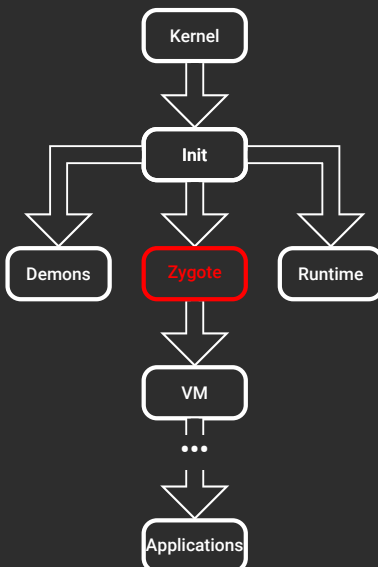 Kernel
Init
Demons
Zygote
Runtime
VM
...
Applications